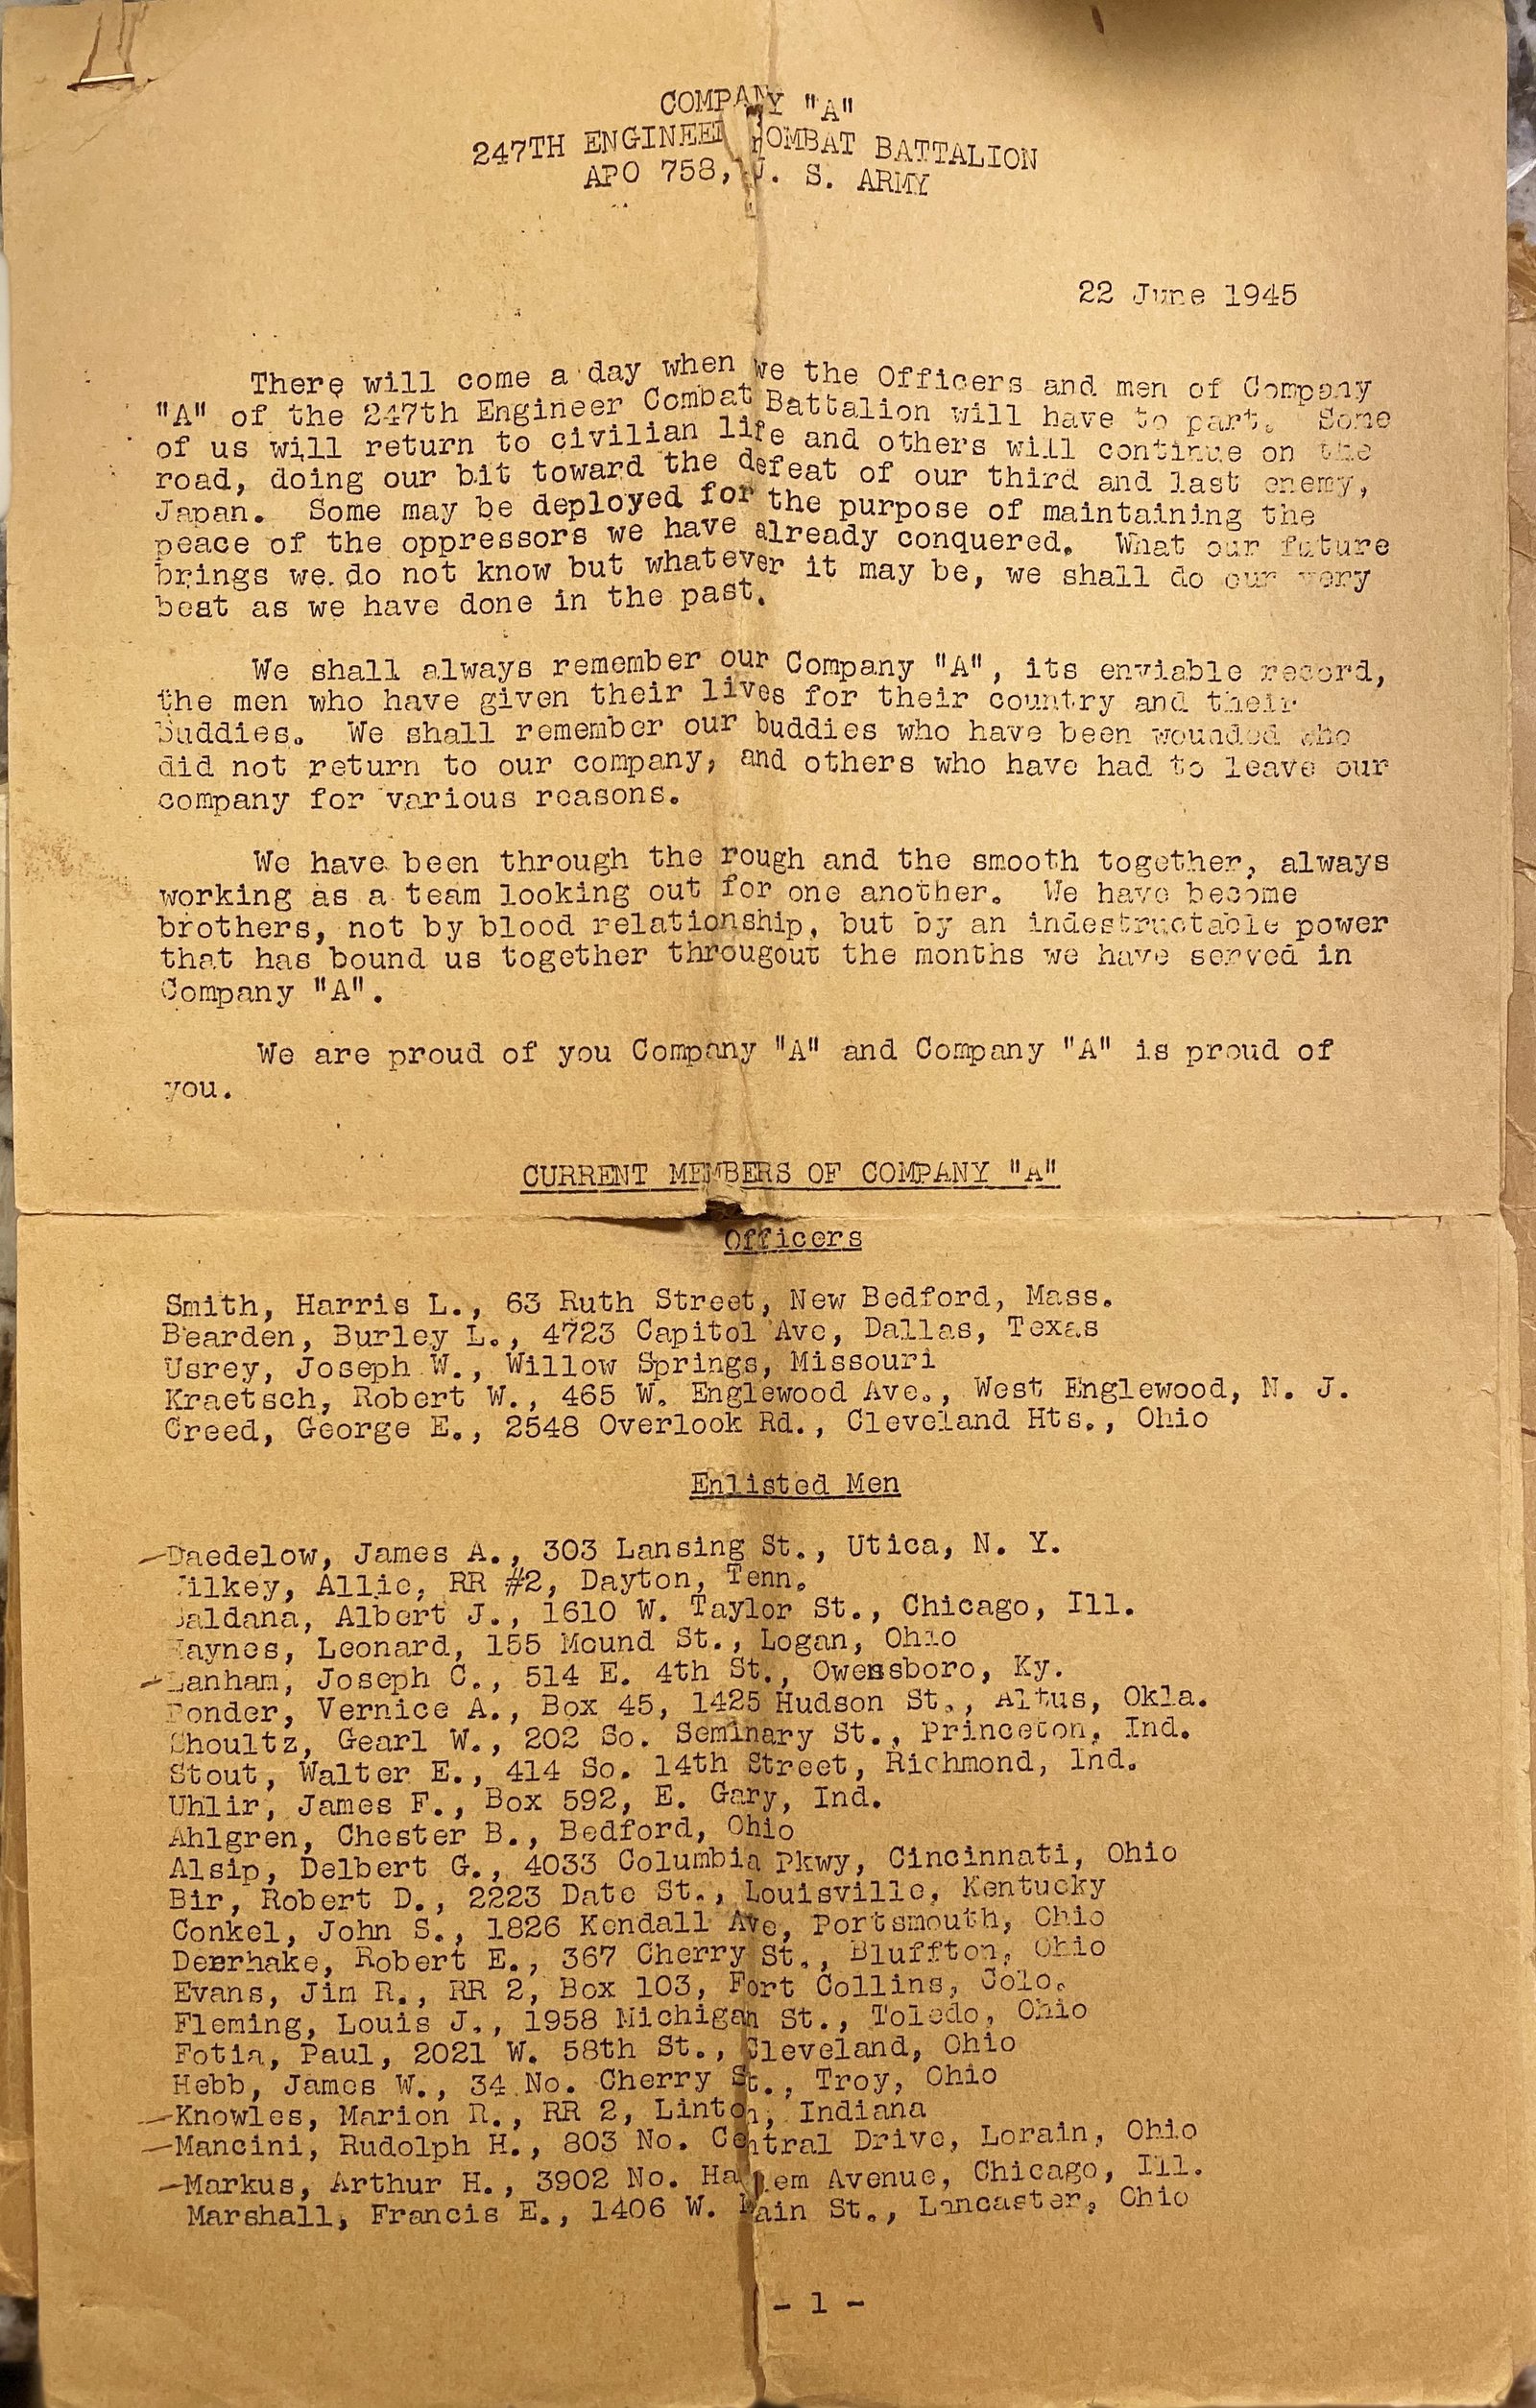 COMPANY "A"
247TH ENGINEER COMBAT BATTALION
APO 758, U. S. ARMY
22 June 1945
There will come a day when we the Officers and men of Company
"A" of the 247th Engineer Combat Battalion will have to part. Some
of us will return to civilian life and others will continue on the
road, doing our bit toward the defeat of our third and last enemy,
Japan. Some may be deployed for the purpose of maintaining the
peace of the oppressors we have already conquered. What our future
brings we do not know but whatever it may be, we shall do our very
best as we have done in the past.
We shall always remember our Company "A", its enviable record,
the men who have given their lives for their country and their
buddies. We shall remember our buddies who have been wounded who
did not return to our company, and others who have had to leave our
company for various reasons.
We have been through the rough and the smooth together, always
working as a team looking out for one another. We have become
brothers, not by blood relationship, but by an indestructable power
that has bound us together througout the months we have served in
Company "A".
We are proud of you Company "A" and Company "A" is proud of
you.
CURRENT MEMBERS OF COMPANY "A"
Officers
Smith, Harris L., 63 Ruth Street, New Bedford, Mass.
Bearden, Burley L., 4723 Capitol Ave, Dallas, Texas
Usrey, Joseph W., Willow Springs, Missouri
Kraetsch, Robert W., 465 W. Englewood Ave., West Englewood, N. J.
Creed, George E., 2548 Overlook Rd., Cleveland Hts., Ohio
Enlisted Men
Daedelow, James A., 303 Lansing St., Utica, N. Y.
Allie, RR #2, Dayton, Tenn.
Albert J., 1610 W. Taylor St., Chicago, Ill.
Haynes, Leonard, 155 Mound St., Logan, Ohio
Lanham, Joseph C., 514 E. 4th St., Owensboro, Ky.
Ponder, Vernice A., Box 45, 1425 Hudson St., Altus, Okla.
Shoultz, Gearl W., 202 So. Seminary St., Princeton, Ind.
Stout, Walter E., 414 So. 14th Street, Richmond, Ind.
Uhlir, James F., Box 592, E. Gary, Ind.
Ahlgren, Chester B., Bedford, Ohio
Alsip, Delbert G., 4033 Columbia Pkwy, Cincinnati, Ohio
Bir, Robert D., 2223 Date St., Louisville, Kentucky
Conkel, John S., 1826 Kendall Ave, Portsmouth, Ohio
Deerhake, Robert E., 367 Cherry St., Bluffton, Ohio
Evans, Jim R., RR 2, Box 103, Fort Collins, Colo.
Fleming, Louis J., 1958 Michigan St., Toledo, Ohio
Fotia, Paul, 2021 W. 58th St., Cleveland, Ohio
Hebb, James W., 34 No. Cherry St., Troy, Ohio
Knowles, Marion R., RR 2, Linton, Indiana
Mancini, Rudolph H., 803 No. Central Drive, Lorain, Ohio
Markus, Arthur H., 3902 No. Harlem Avenue, Chicago, Ill.
Marshall, Francis E., 1406 W. Main St., Lancaster, Ohio
- 1 -